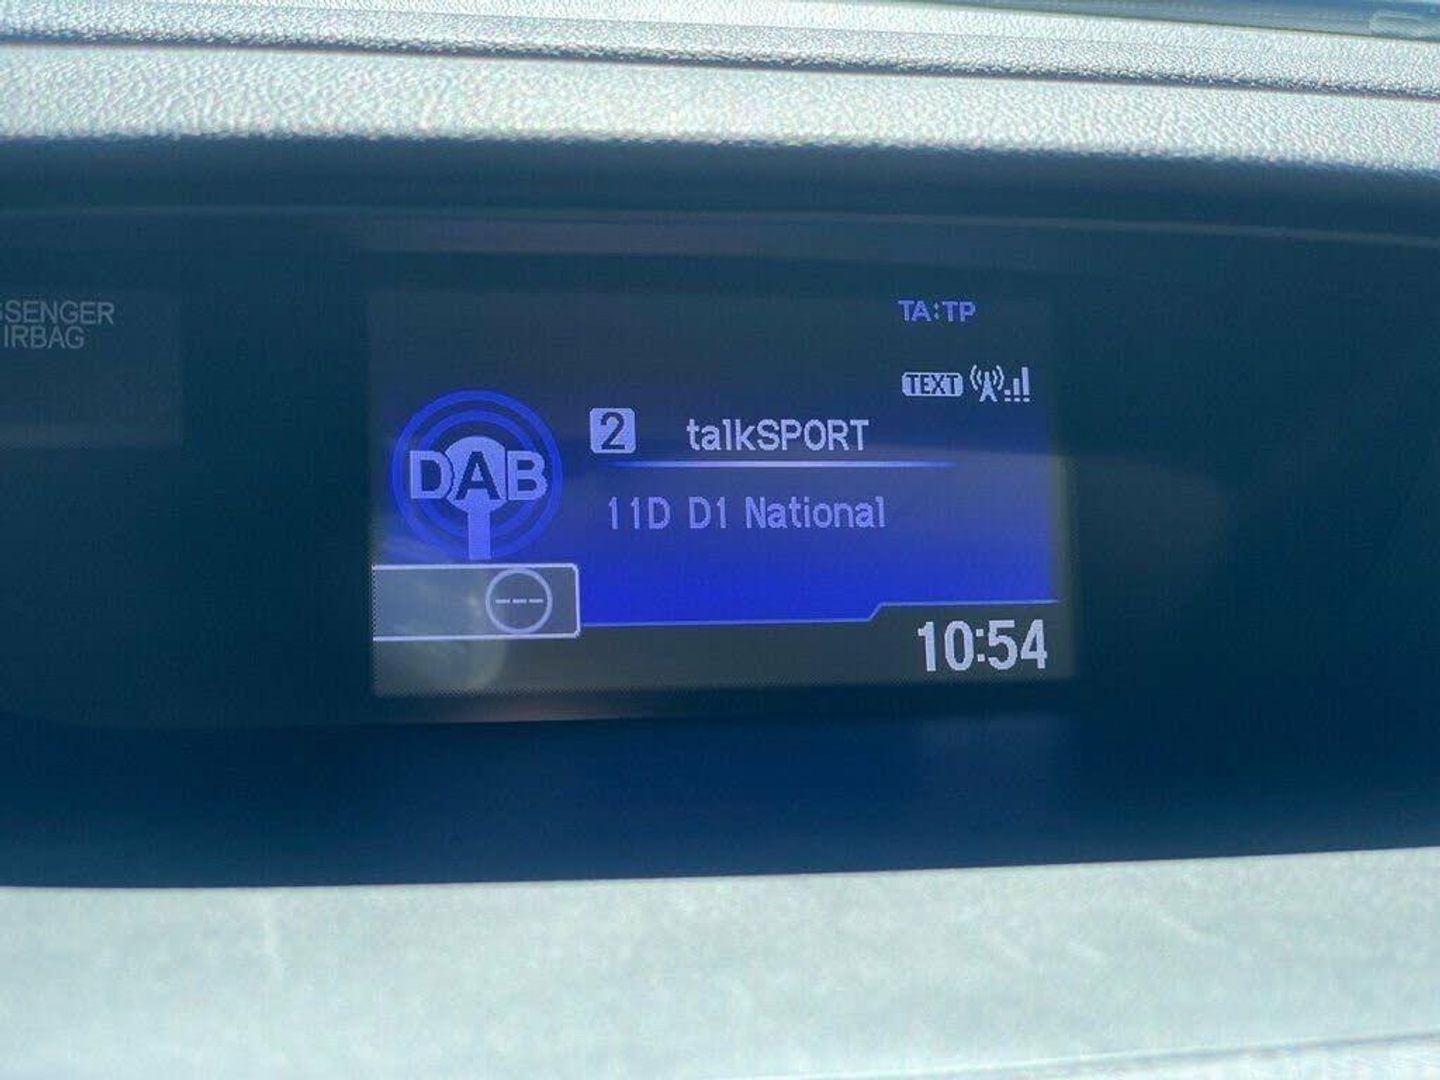 SENGER
IRBAG
TA:TP
TEXT
2 talkSPORT
DAB
11D D1 National
---
10:54